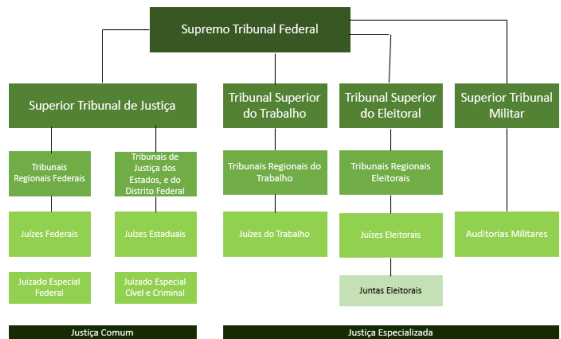 Supremo Tribunal Federal
Superior Tribunal de Justiça
Tribunal Superior
do Trabalho
Tribunal Superior
do Eleitoral
Superior Tribunal
Militar
Tribunais
Regionais Federais
Tribunais de
Justiça dos
Estados, e do
Distrito Federal
Tribunais Regionais do
Trabalho
Tribunais Regionais
Eleitorais
Juízes Federais
Juízes Estaduais
Juízes do Trabalho
Juízes Eleitorais
Auditorias Militares
Juizado Especial
Federal
Juizado Especial
Cível e Criminal
Juntas Eleitorais
Justiça Comum
Justiça Especializada